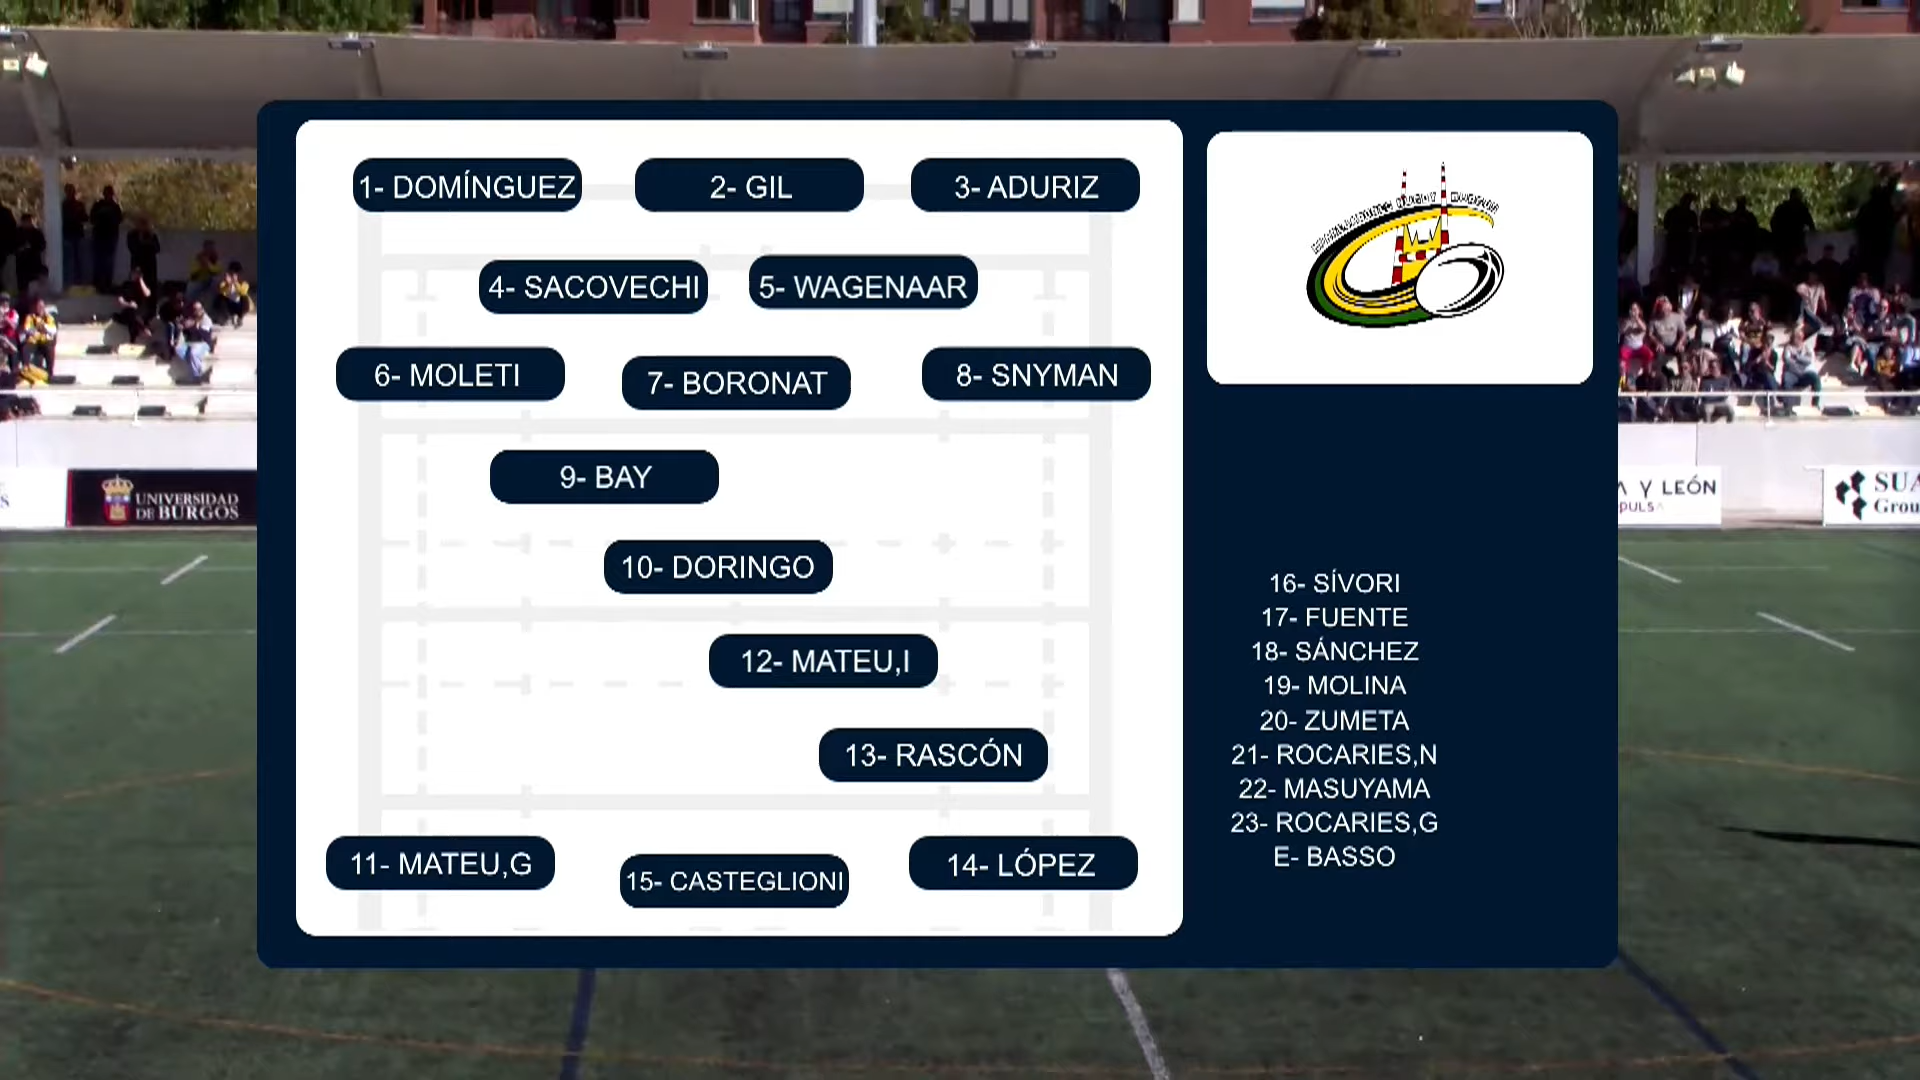 1- DOMÍNGUEZ
2- GIL
3- ADURIZ
4- SACOVECHI
5- WAGENAAR
6- MOLETI
7- BORONAT
8- SNYMAN
9- BAY
10- DORINGO
12- MATEU,I
13- RASCÓN
11- MATEU,G
15- CASTEGLIONI
14- LÓPEZ
16- SÍVORI
17- FUENTE
18- SÁNCHEZ
19- MOLINA
20- ZUMETA
21- ROCARIES,N
22- MASUYAMA
23- ROCARIES,G
E- BASSO
UNIVERSIDAD
DE BURGOS
Y LEÓN